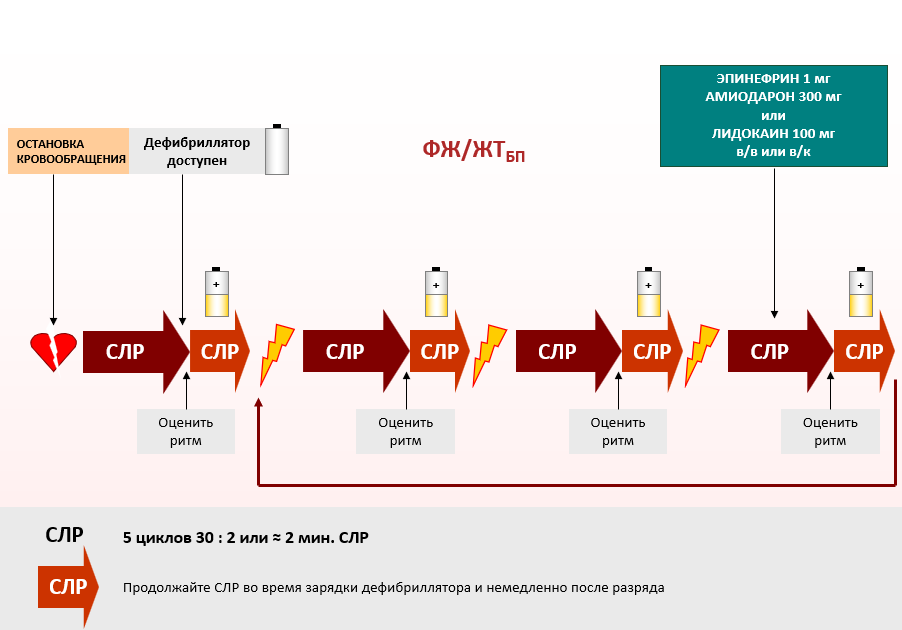 ЭПИНЕФРИН 1 мг
АМИОДАРОН 300 мг
или
ЛИДОКАИН 100 мг
в/в или в/к
ОСТАНОВКА
КРОВООБРАЩЕНИЯ
Дефибриллятор
доступен
ФЖ/ЖТБП
+
+
+
+
СЛР
СЛР
СЛР
СЛР
СЛР
СЛР
СЛР
СЛР
Оценить
ритм
Оценить
ритм
Оценить
ритм
Оценить
ритм
СЛР
5 циклов 30 : 2 или ≈ 2 мин. СЛР
СЛР
Продолжайте СЛР во время зарядки дефибриллятора и немедленно после разряда